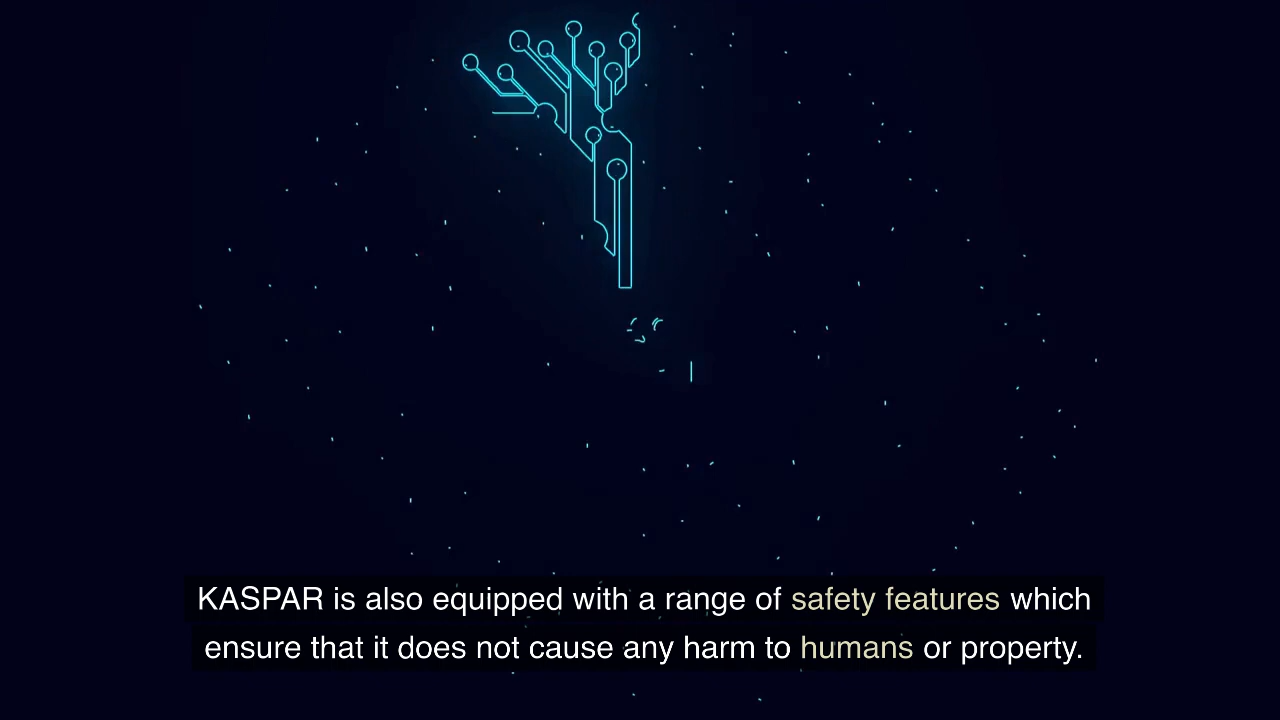 KASPAR is also equipped with a range of safety features which
ensure that it does not cause any harm to humans or property.